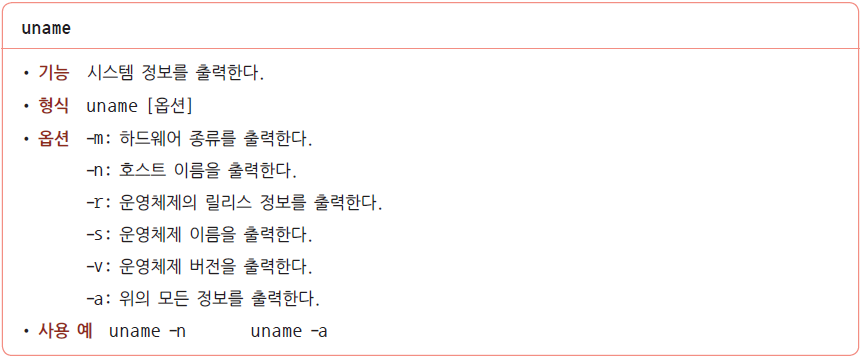 uname
• 기능 시스템 정보를 출력한다.
• 형식 uname [옵션]
• 옵션 -m: 하드웨어 종류를 출력한다.
-n: 호스트 이름을 출력한다.
-r: 운영체제의 릴리스 정보를 출력한다.
-s: 운영체제 이름을 출력한다.
-v: 운영체제 버전을 출력한다.
-a: 위의 모든 정보를 출력한다.
• 사용 예 uname -n uname -a